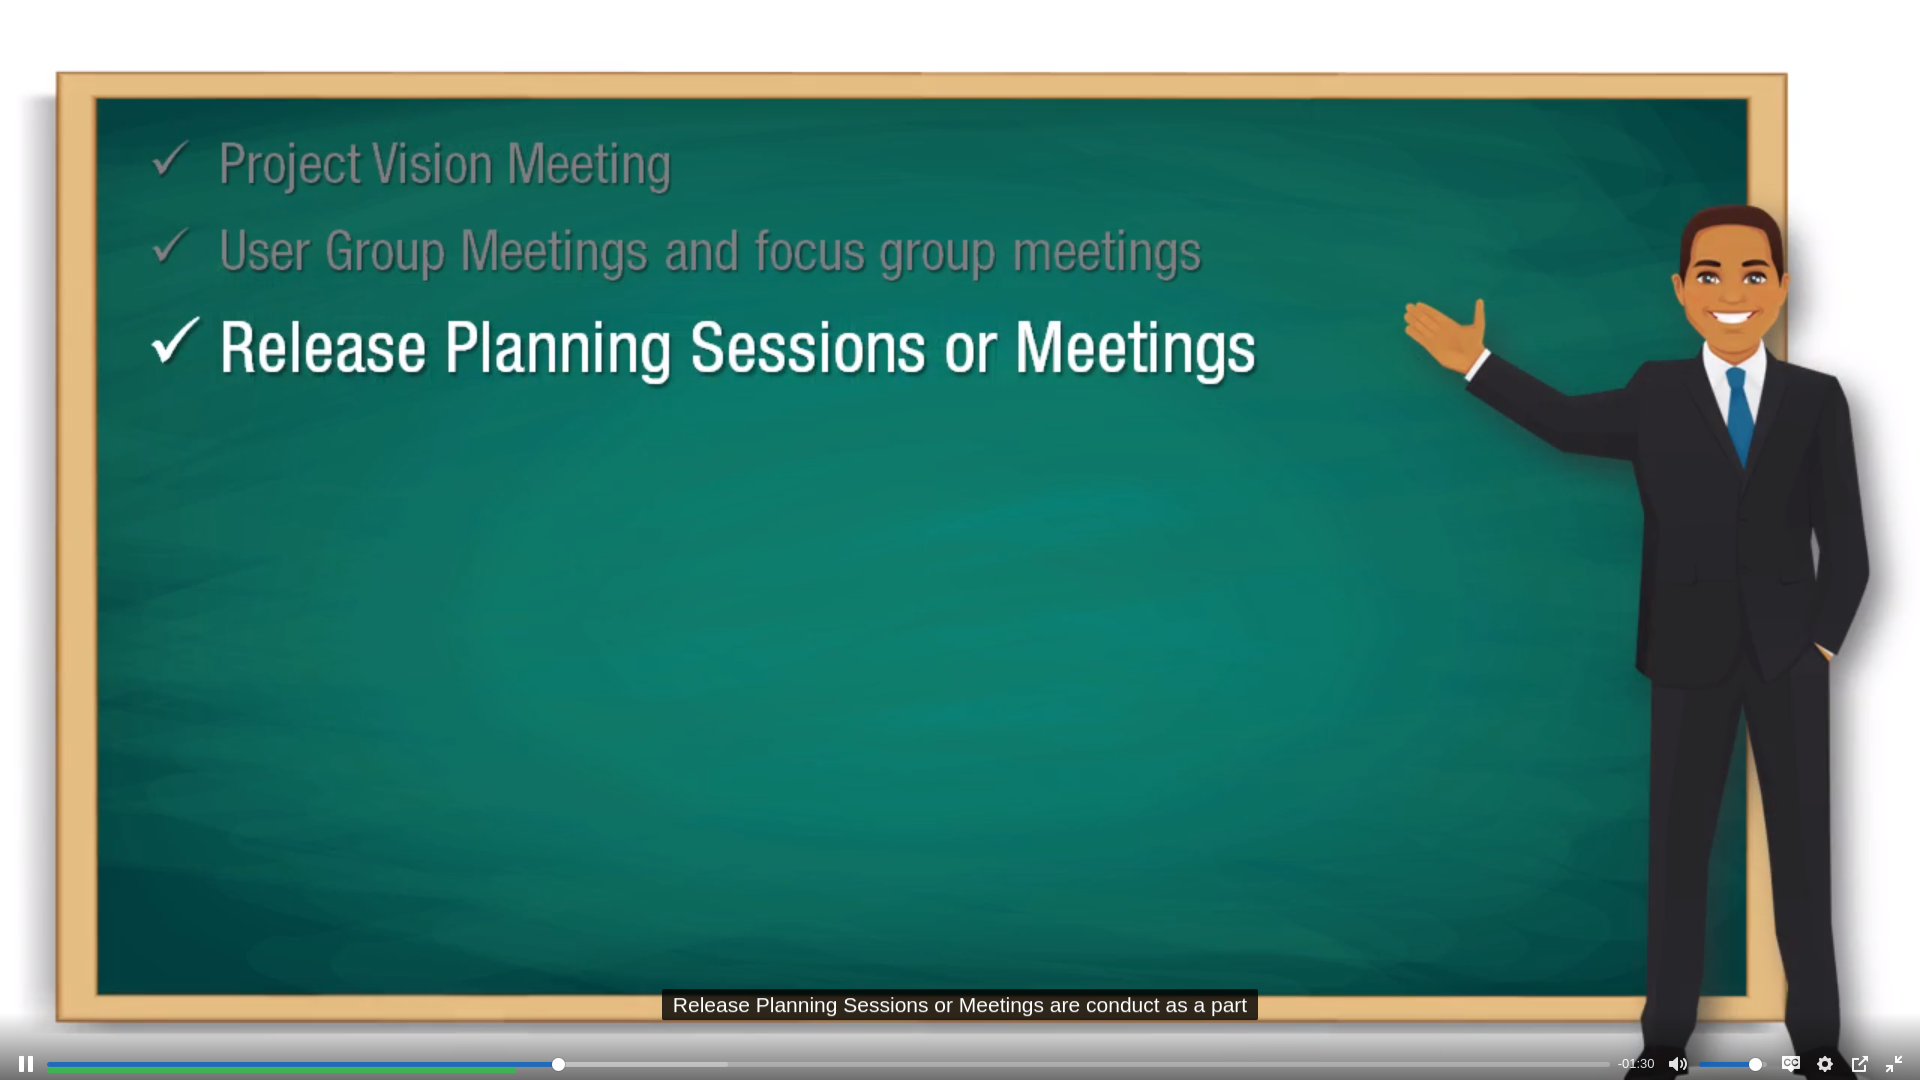 Project Vision Meeting
User Group Meetings and focus group meetings
Release Planning Sessions or Meetings
Release Planning Sessions or Meetings are conduct as a part
-01:30
CC